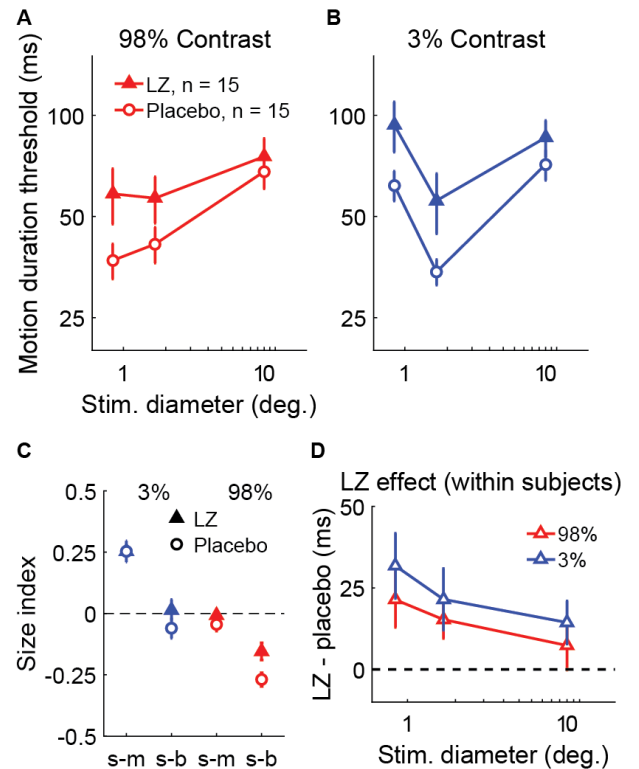 A
98% Contrast
Motion duration threshold (ms)
100
50
25
LZ, n = 15
Placebo, n = 15
1
10
Stim. diameter (deg.)
B
3% Contrast
100
50
25
1
10
C
Size index
0.5
0.25
0
-0.25
-0.5
3%
98%
LZ
Placebo
s-m
s-b
s-m
s-b
D
LZ effect (within subjects)
LZ - placebo (ms)
50
25
0
98%
3%
1
10
Stim. diameter (deg.)